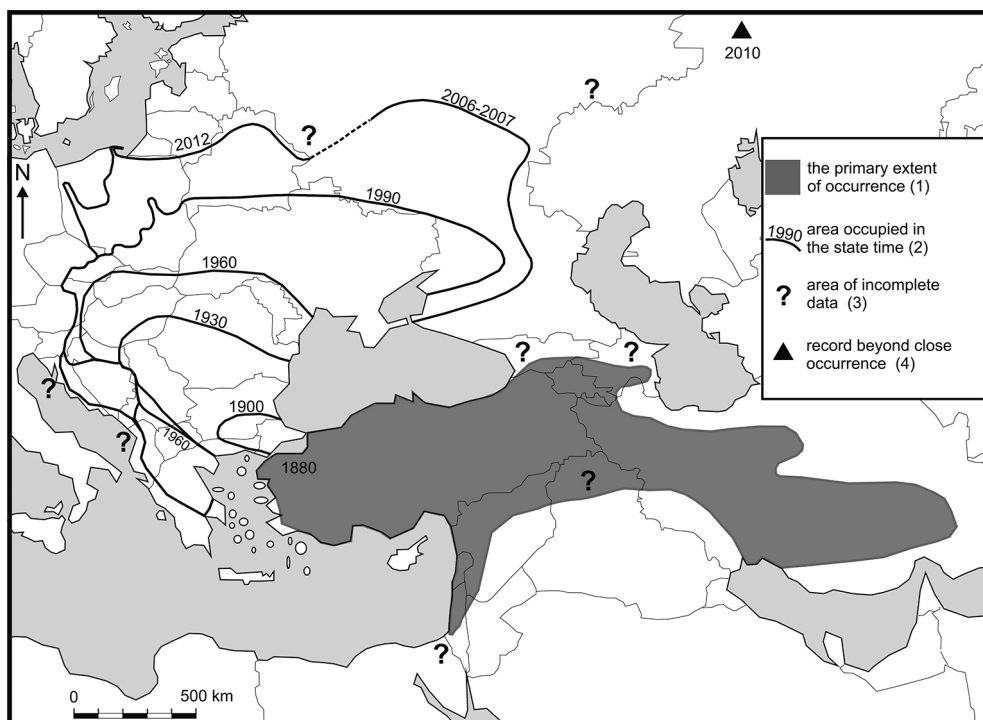 2010
?
2006-2007
?
2012
N
1990
1960
1930
?
?
?
1900
?
1960
1880
?
?
0 500 km
the primary extent
of occurrence (1)
1990
area occupied in
the state time (2)
?
area of incomplete
data (3)
record beyond close
occurrence (4)